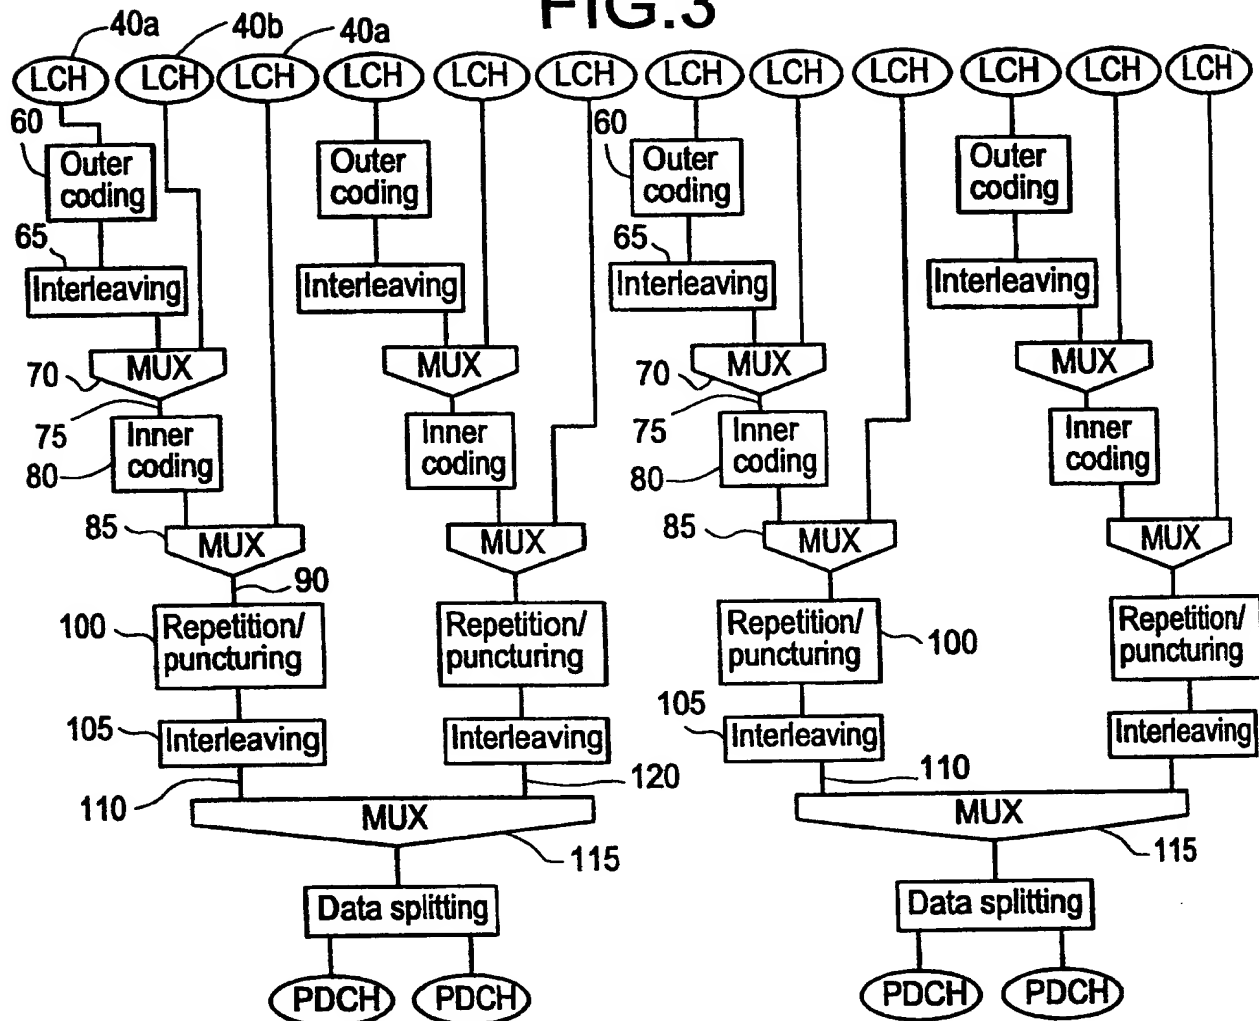 FIG.3
40a 40b 40a
LCH LCH LCH LCH LCH LCH LCH LCH LCH LCH LCH LCH
60 60
Outer coding Outer coding Outer coding Outer coding
65 65
Interleaving Interleaving Interleaving Interleaving
MUX MUX MUX MUX
70 70
75 75
Inner coding Inner coding Inner coding Inner coding
80 80
85 85
MUX MUX MUX MUX
90
100 Repetition/ Repetition/ Repetition/ 100 Repetition/
puncturing puncturing puncturing puncturing
105 105
Interleaving Interleaving Interleaving Interleaving
110 120 110
MUX MUX
115 115
Data splitting Data splitting
PDCH PDCH PDCH PDCH